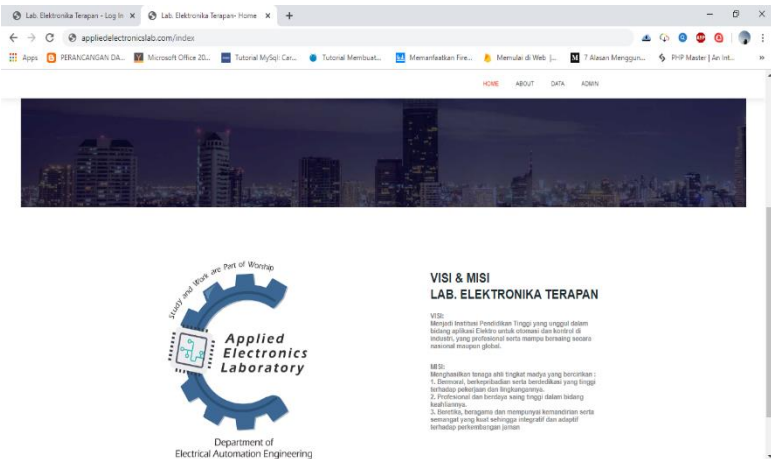 Lab. Elektronika Terapan - Log In
Lab. Elektronika Terapan- Home
appliedelectronicslab.com/index
Apps
PERANCANGAN DA...
Microsoft Office 20...
Tutorial MySql: Car...
Tutorial Membuat...
Memanfaatkan Fire...
Memulai di Web |...
7 Alasan Menggun...
PHP Master | An Int...
HOME ABOUT DATA ADMIN
Study and Work are Part of Worship
Applied
Electronics
Laboratory
Department of
Electrical Automation Engineering
VISI & MISI
LAB. ELEKTRONIKA TERAPAN
VISI:
Menjadi Institusi Pendidikan Tinggi yang unggul dalam
bidang aplikasi Elektro untuk otomasi dan kontrol di
industri, yang profesional serta mampu bersaing secara
nasional maupun global.
MISI:
Menghasilkan tenaga ahli tingkat madya yang bercirikan :
1. Bermoral, berkepribadian serta berdedikasi yang tinggi
terhadap pekerjaan dan lingkungannya.
2. Profesional dan berdaya saing tinggi dalam bidang
keahliannya.
3. Beretika, beragama dan mempunyai kemandirian serta
semangat yang kuat sehingga integratif dan adaptif
terhadap perkembangan jaman